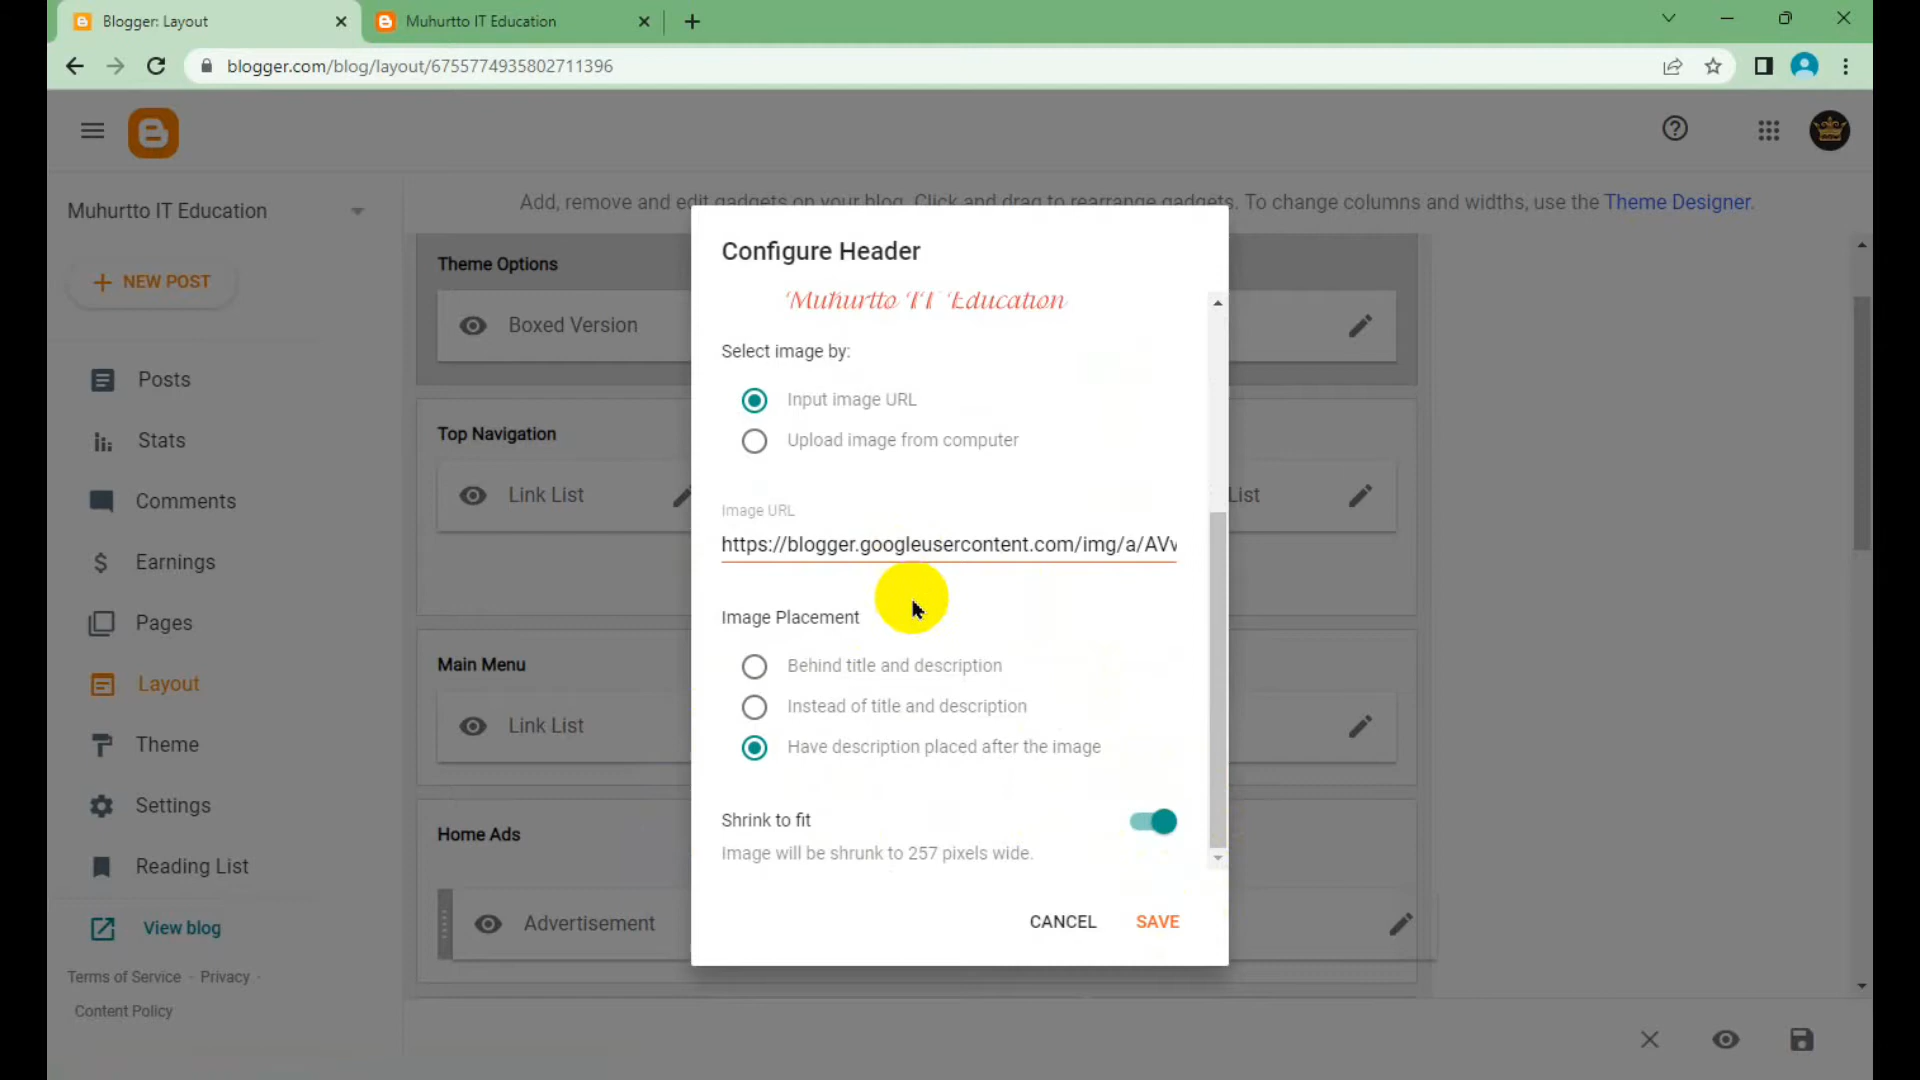 Blogger: Layout
Muhurtto IT Education
blogger.com/blog/layout/6755774935802711396
Add, remove and edit gadgets on your blog. Click and drag to rearrange gadgets. To change columns and widths, use the Theme Designer.
Muhurtto IT Education
NEW POST
Posts
Stats
Comments
Earnings
Pages
Layout
Theme
Settings
Reading List
View blog
Terms of Service · Privacy ·
Content Policy
Theme Options
Boxed Version
Top Navigation
Link List
List
Main Menu
Link List
Home Ads
Advertisement
Configure Header
Muhurtto IT Education
Select image by:
Input image URL
Upload image from computer
Image URL
https://blogger.googleusercontent.com/img/a/AVv
Image Placement
Behind title and description
Instead of title and description
Have description placed after the image
Shrink to fit
Image will be shrunk to 257 pixels wide.
CANCEL
SAVE